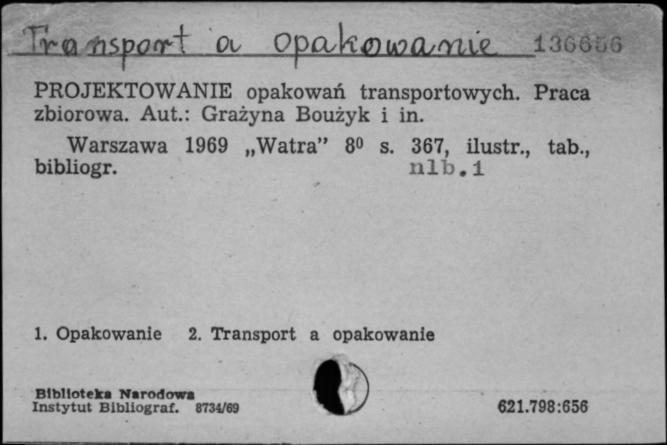 Transport a opakowanie 136656
PROJEKTOWANIE opakowań transportowych. Praca
zbiorowa. Aut.: Grażyna Boużyk i in.
Warszawa 1969 „Watra” 8⁰ s. 367, ilustr., tab.,
bibliogr. nlb.1
1. Opakowanie 2. Transport a opakowanie
Biblioteka Narodowa
Instytut Bibliograf. 8734/69 621.798:656